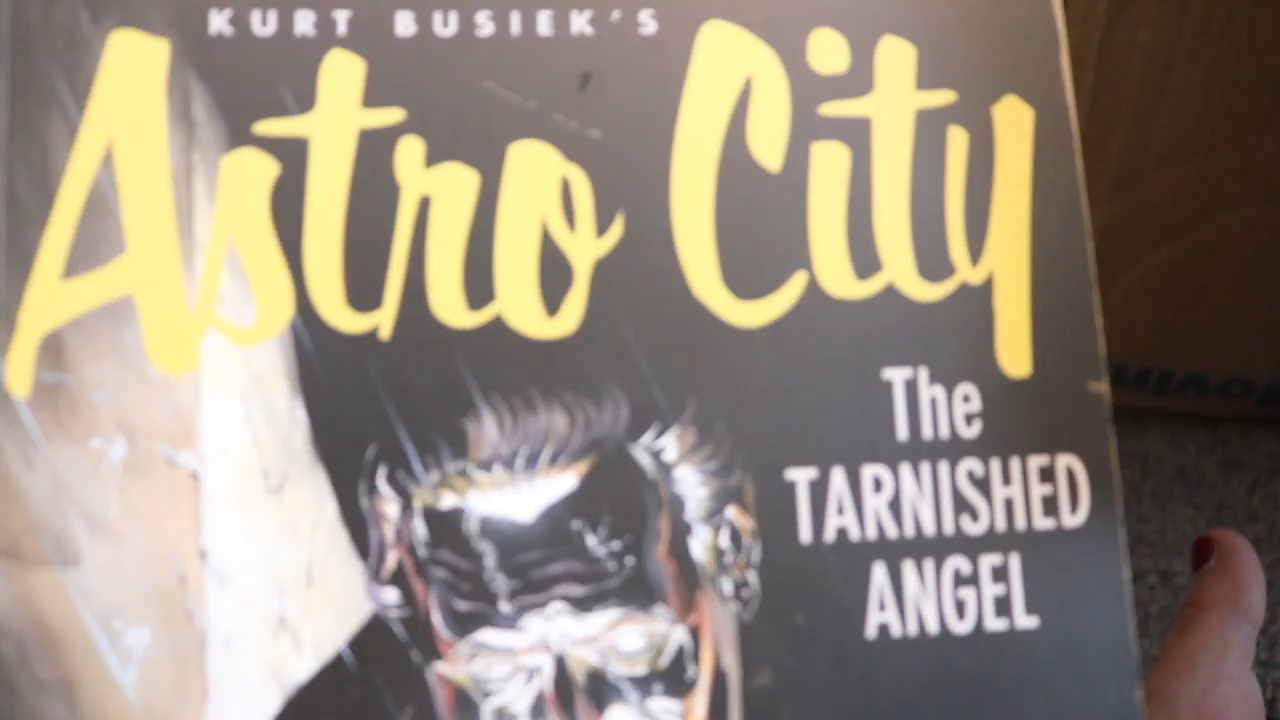 KURT BUSIEK'S
Astro City
The
TARNISHED
ANGEL